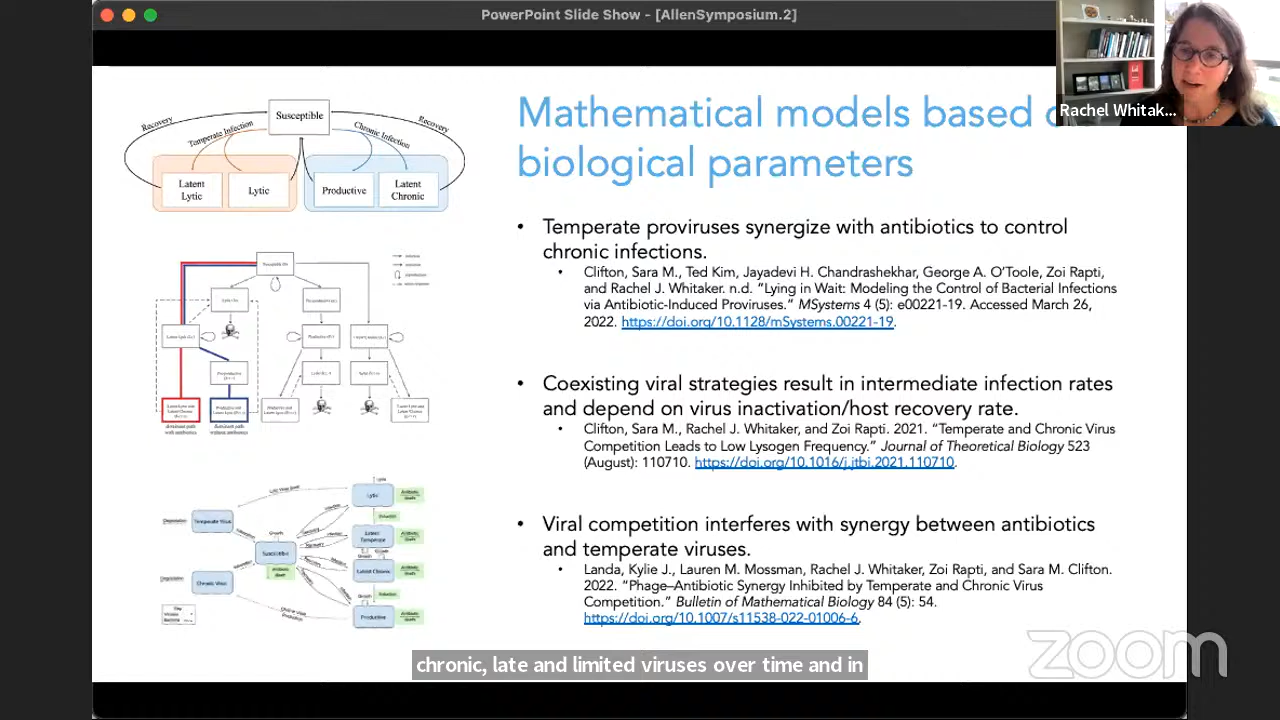 PowerPoint Slide Show - [AllenSymposium.2]
Rachel Whitak...
Mathematical models based
biological parameters
• Temperate proviruses synergize with antibiotics to control
chronic infections.
• Clifton, Sara M., Ted Kim, Jayadevi H. Chandrashekhar, George A. O’Toole, Zoi Rapti,
and Rachel J. Whitaker. n.d. “Lying in Wait: Modeling the Control of Bacterial Infections
via Antibiotic-Induced Proviruses.” MSystems 4 (5): e00221-19. Accessed March 26,
2022. https://doi.org/10.1128/mSystems.00221-19.
• Coexisting viral strategies result in intermediate infection rates
and depend on virus inactivation/host recovery rate.
• Clifton, Sara M., Rachel J. Whitaker, and Zoi Rapti. 2021. “Temperate and Chronic Virus
Competition Leads to Low Lysogen Frequency.” Journal of Theoretical Biology 523
(August): 110710. https://doi.org/10.1016/j.jtbi.2021.110710.
• Viral competition interferes with synergy between antibiotics
and temperate viruses.
• Landa, Kylie J., Lauren M. Mossman, Rachel J. Whitaker, Zoi Rapti, and Sara M. Clifton.
2022. “Phage–Antibiotic Synergy Inhibited by Temperate and Chronic Virus
Competition.” Bulletin of Mathematical Biology 84 (5): 54.
https://doi.org/10.1007/s11538-022-01006-6.
Susceptible
Recovery
Temperate Infection
Chronic Infection
Recovery
Latent
Lytic
Lytic
Productive
Latent
Chronic
Temperate Virus
Chronic Virus
Susceptible
Lytic
Latent
Temperate
Latent Chronic
Productive
Degradation
Degradation
chronic, late and limited viruses over time and in
zoom